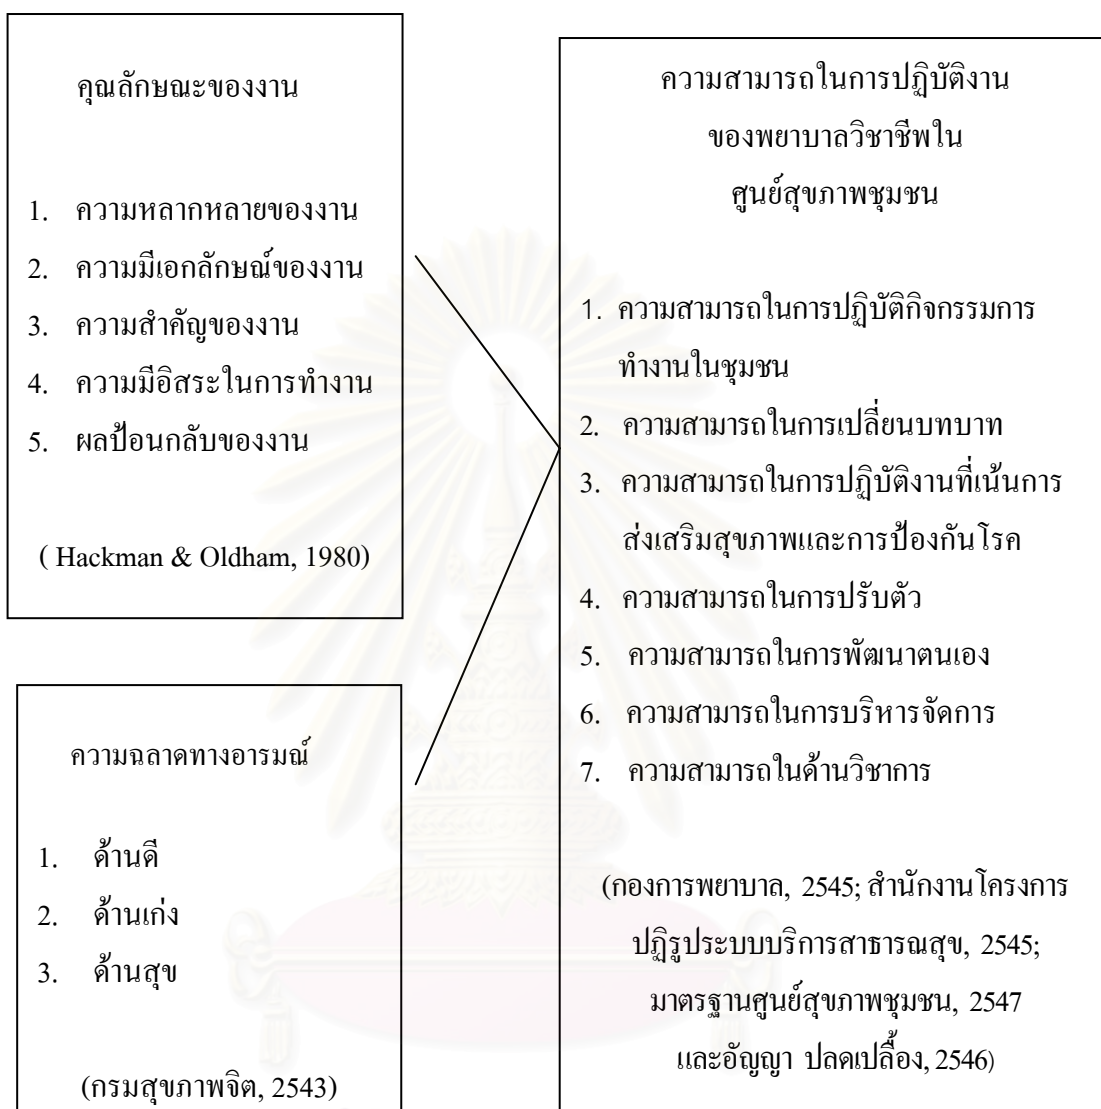 คุณลักษณะของงาน
1. ความหลากหลายของงาน
2. ความมีเอกลักษณ์ของงาน
3. ความสำคัญของงาน
4. ความมีอิสระในการทำงาน
5. ผลป้อนกลับของงาน
( Hackman & Oldham, 1980)
ความฉลาดทางอารมณ์
1. ด้านดี
2. ด้านเก่ง
3. ด้านสุข
(กรมสุขภาพจิต, 2543)
ความสามารถในการปฏิบัติงาน
ของพยาบาลวิชาชีพใน
ศูนย์สุขภาพชุมชน
1. ความสามารถในการปฏิบัติกิจกรรมการ
ทำงานในชุมชน
2. ความสามารถในการเปลี่ยนบทบาท
3. ความสามารถในการปฏิบัติงานที่เน้นการ
ส่งเสริมสุขภาพและการป้องกันโรค
4. ความสามารถในการปรับตัว
5. ความสามารถในการพัฒนาตนเอง
6. ความสามารถในการบริหารจัดการ
7. ความสามารถในด้านวิชาการ
(กองการพยาบาล, 2545; สำนักงานโครงการ
ปฏิรูประบบบริการสาธารณสุข, 2545;
มาตรฐานศูนย์สุขภาพชุมชน, 2547
และอัญญา ปลดเปลื้อง, 2546)